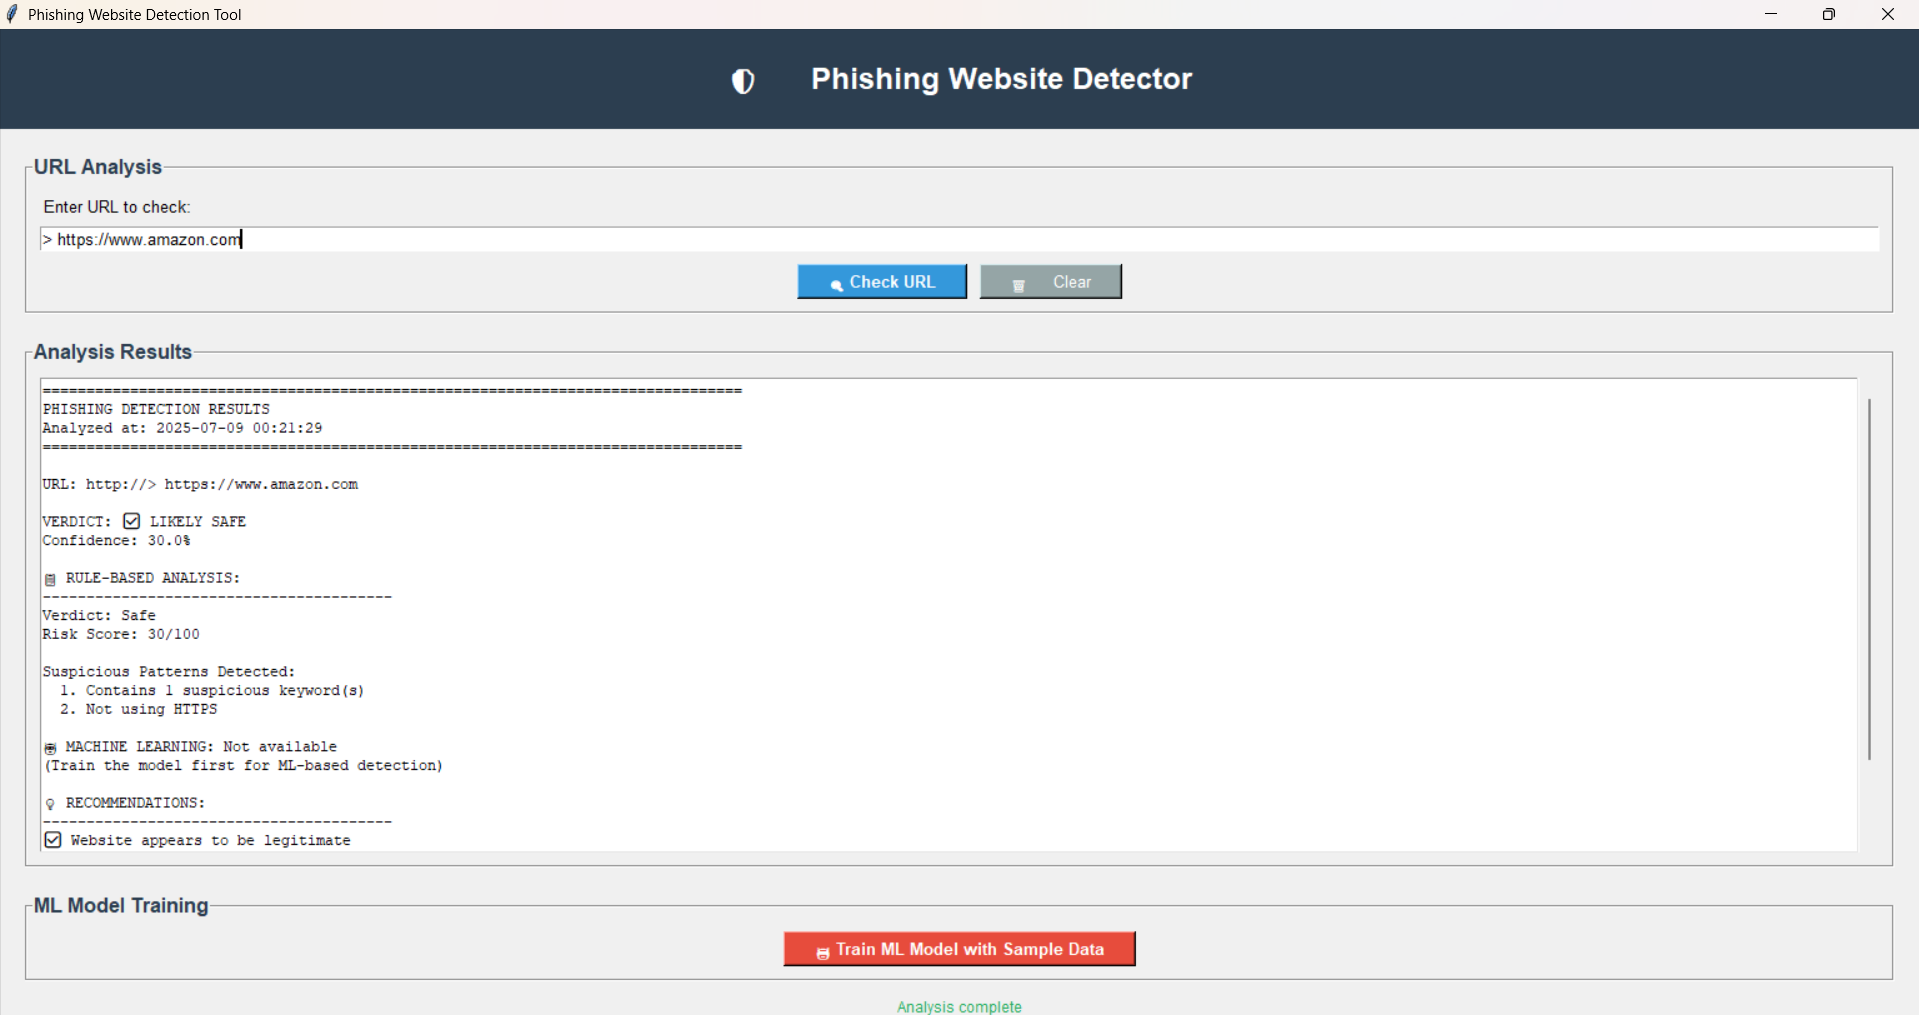 Phishing Website Detection Tool
Phishing Website Detector
URL Analysis
Enter URL to check:
> https://www.amazon.com
Check URL
Clear
Analysis Results
================================================================================
PHISHING DETECTION RESULTS
Analyzed at: 2025-07-09 00:21:29
================================================================================
URL: http://> https://www.amazon.com
VERDICT: ☑ LIKELY SAFE
Confidence: 30.0%
RULE-BASED ANALYSIS:
----------------------------------------
Verdict: Safe
Risk Score: 30/100
Suspicious Patterns Detected:
1. Contains 1 suspicious keyword(s)
2. Not using HTTPS
MACHINE LEARNING: Not available
(Train the model first for ML-based detection)
RECOMMENDATIONS:
----------------------------------------
☑ Website appears to be legitimate
ML Model Training
Train ML Model with Sample Data
Analysis complete